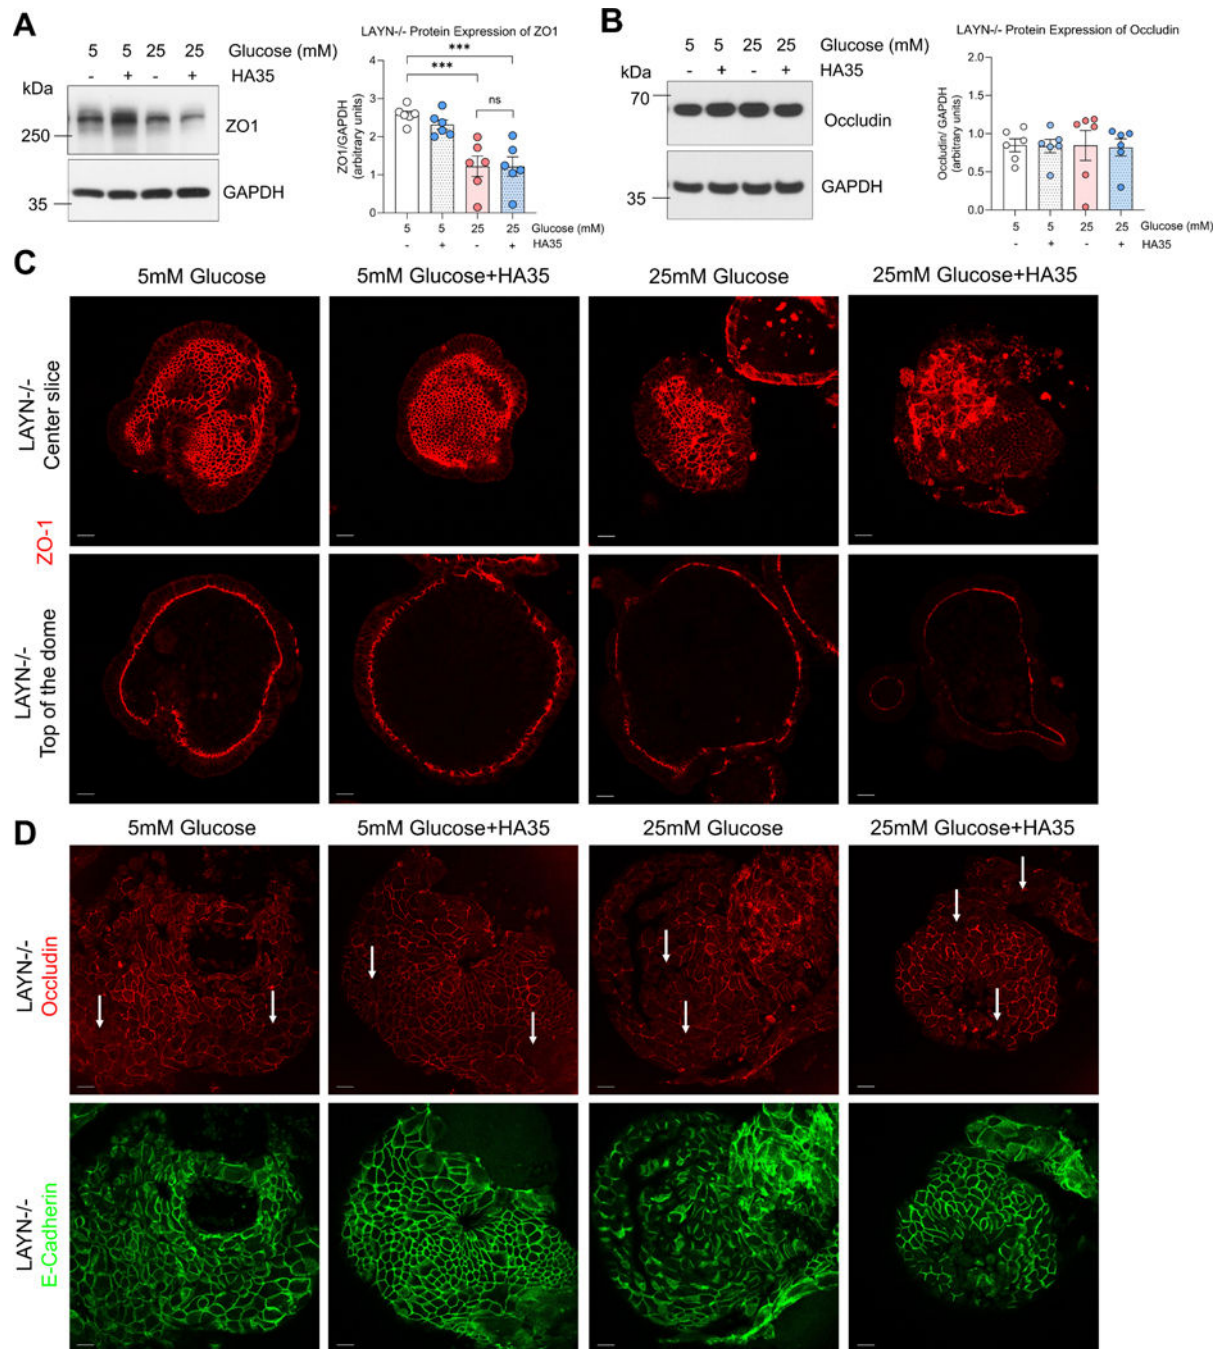 A
5 5 25 25 Glucose (mM)
- + - + HA35
kDa
250
ZO1
35
GAPDH
LAYN-/- Protein Expression of ZO1
***
***
ns
ZO1/GAPDH
(arbitrary units)
4
3
2
1
0
5 5 25 25 Glucose (mM)
- + - + HA35
B
5 5 25 25 Glucose (mM)
- + - + HA35
kDa
70
Occludin
35
GAPDH
LAYN-/- Protein Expression of Occludin
Occludin/ GAPDH
(arbitrary units)
2.0
1.5
1.0
0.5
0.0
5 5 25 25 Glucose (mM)
- + - + HA35
C
5mM Glucose 5mM Glucose+HA35 25mM Glucose 25mM Glucose+HA35
ZO-1
LAYN-/-
Center slice
LAYN-/-
Top of the dome
D
5mM Glucose 5mM Glucose+HA35 25mM Glucose 25mM Glucose+HA35
LAYN-/-
Occludin
LAYN-/-
E-Cadherin